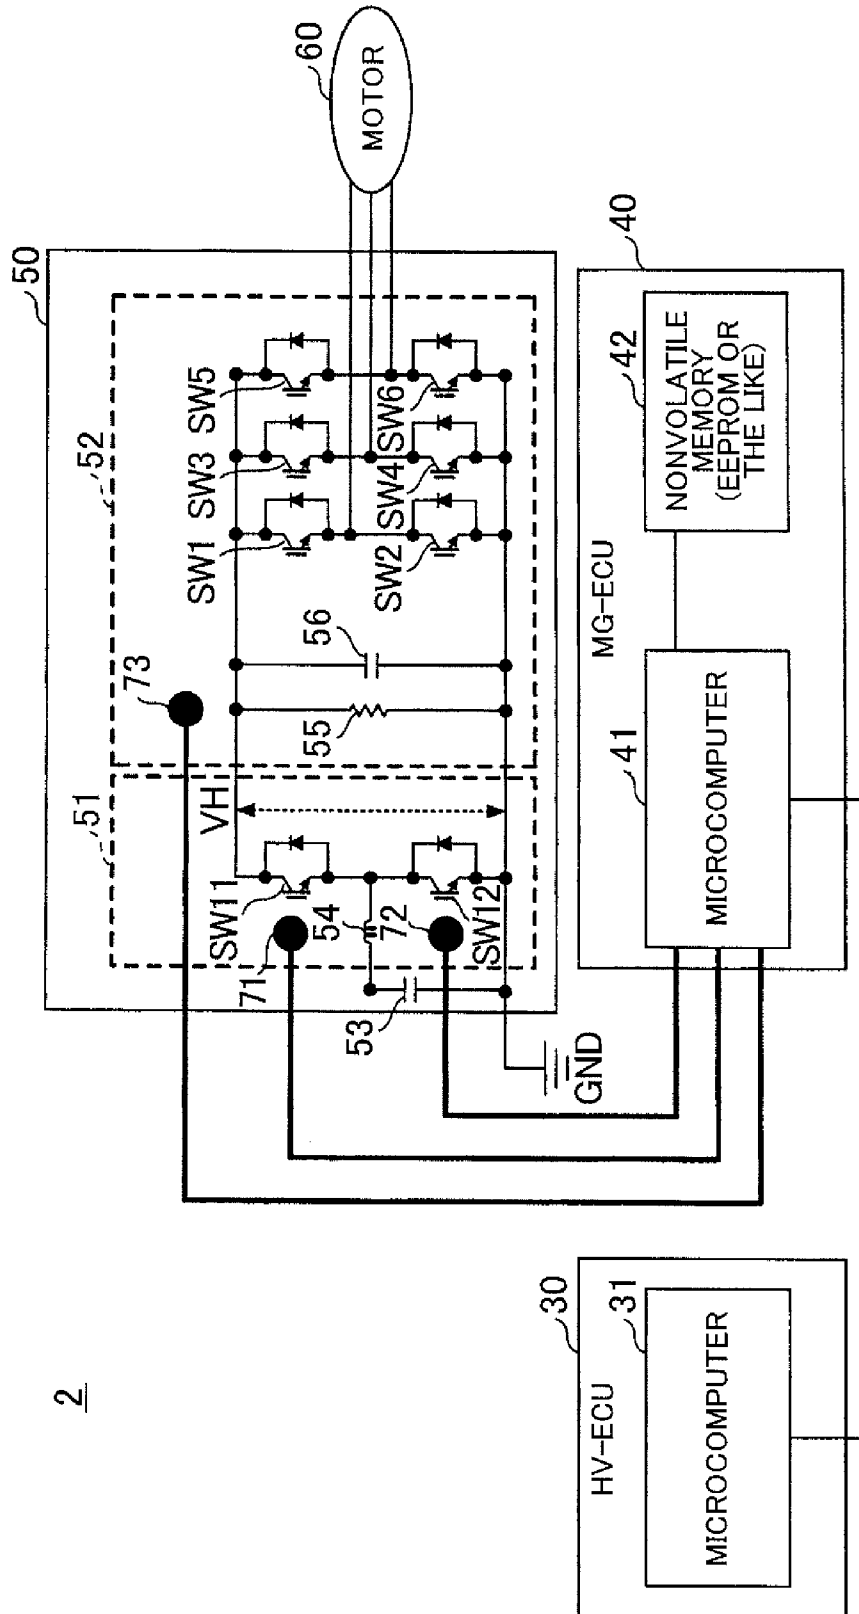 2
50
52
51
73
VH
SW1
SW3
SW5
60
MOTOR
SW11
71
54
72
SW12
53
55
56
SW2
SW4
SW6
GND
30
HV-ECU
31
MICROCOMPUTER
40
MG-ECU
41
MICROCOMPUTER
42
NONVOLATILE
MEMORY
(EEPROM OR
THE LIKE)